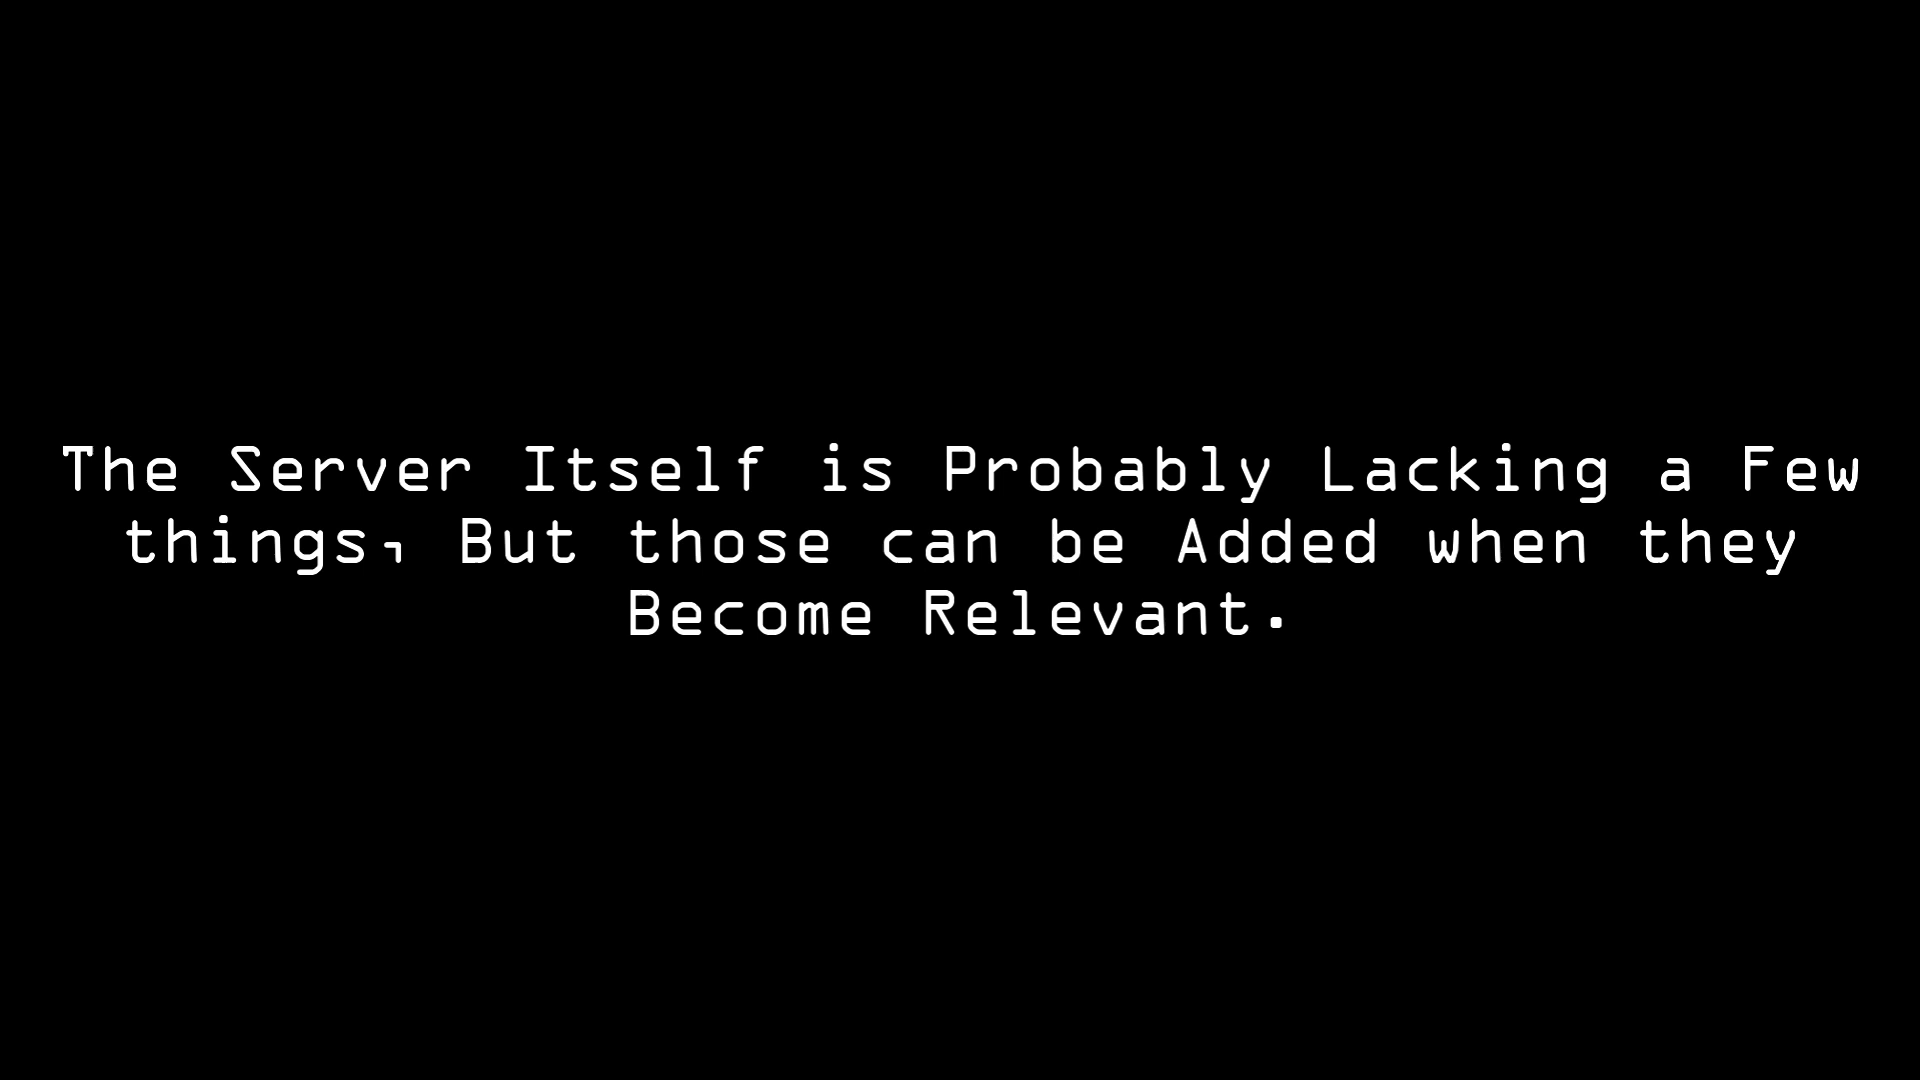 The Server Itself is Probably Lacking a Few
things, But those can be Added when they
Become Relevant.